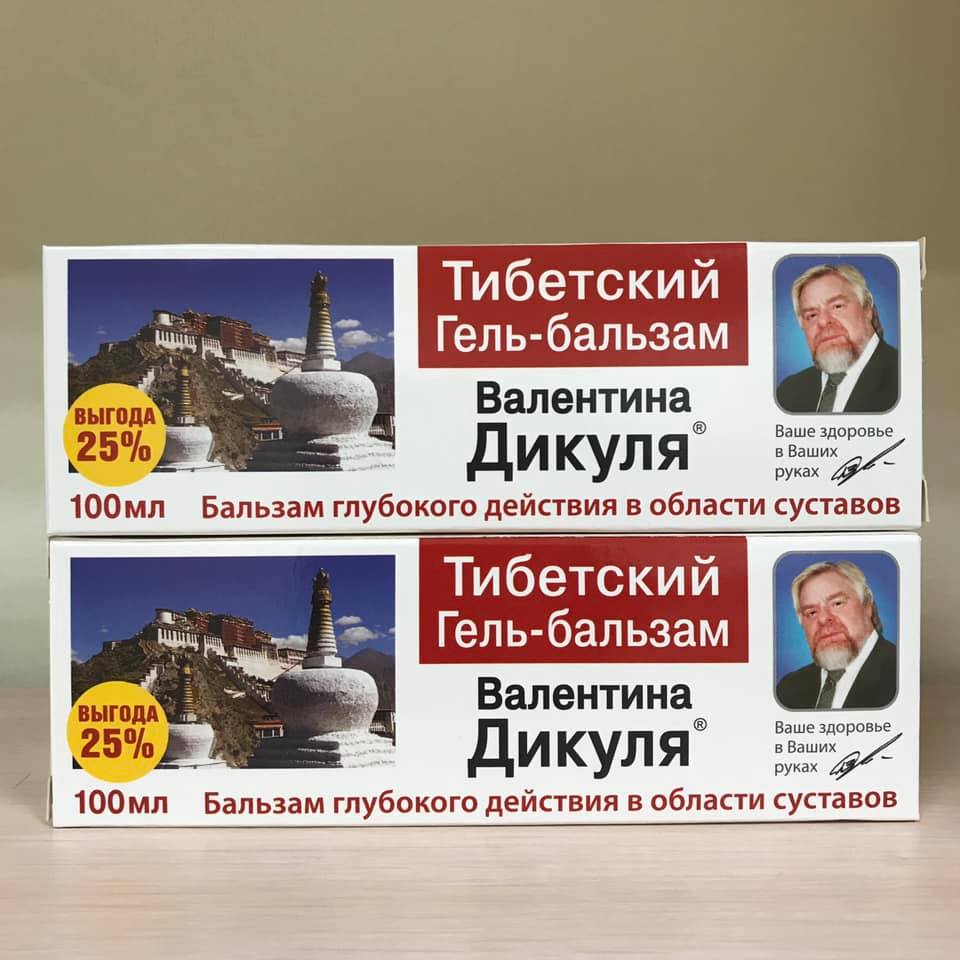 Тибетский
Гель-бальзам
Валентина
Дикуля®
ВЫГОДА
25%
Ваше здоровье
в Ваших
руках
100мл Бальзам глубокого действия в области суставов
Тибетский
Гель-бальзам
Валентина
Дикуля®
ВЫГОДА
25%
Ваше здоровье
в Ваших
руках
100мл Бальзам глубокого действия в области суставов